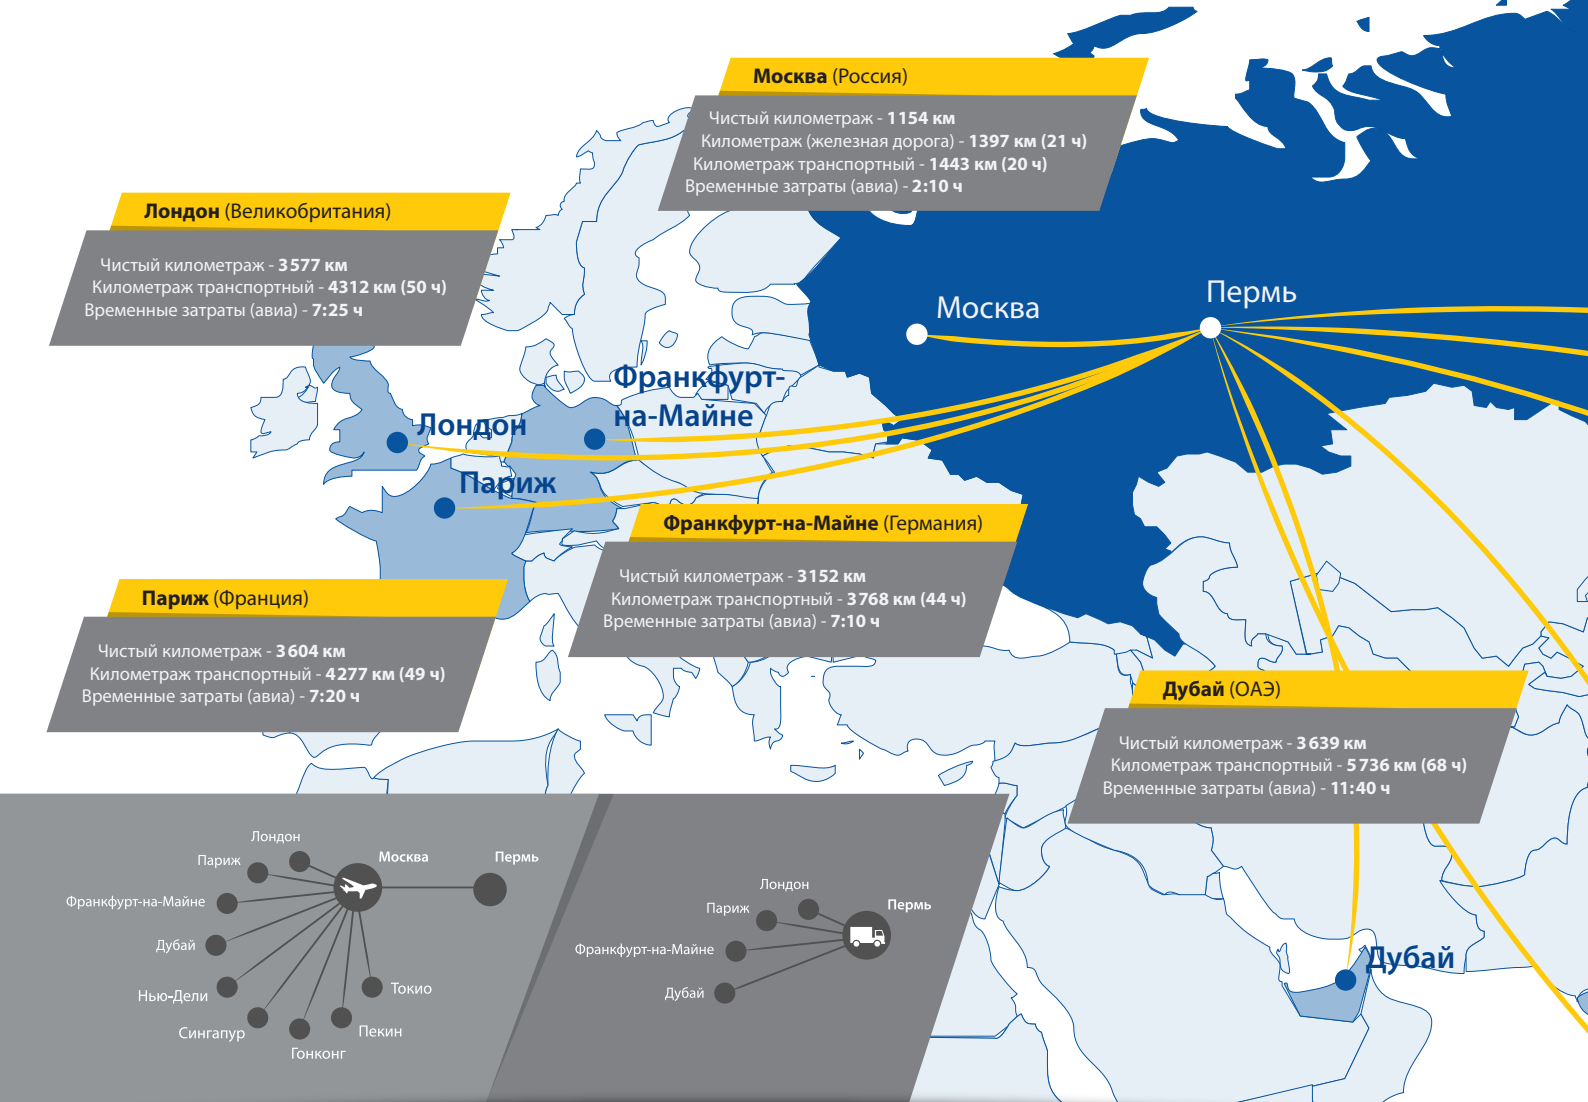 Москва (Россия)
Чистый километраж - 1154 км
Километраж (железная дорога) - 1397 км (21 ч)
Километраж транспортный - 1443 км (20 ч)
Временные затраты (авиа) - 2:10 ч
Лондон (Великобритания)
Чистый километраж - 3577 км
Километраж транспортный - 4312 км (50 ч)
Временные затраты (авиа) - 7:25 ч
Москва
Пермь
Франкфурт-
на-Майне
Лондон
Париж
Франкфурт-на-Майне (Германия)
Чистый километраж - 3152 км
Километраж транспортный - 3768 км (44 ч)
Временные затраты (авиа) - 7:10 ч
Париж (Франция)
Чистый километраж - 3604 км
Километраж транспортный - 4277 км (49 ч)
Временные затраты (авиа) - 7:20 ч
Дубай (ОАЭ)
Чистый километраж - 3639 км
Километраж транспортный - 5736 км (68 ч)
Временные затраты (авиа) - 11:40 ч
Дубай
Лондон
Москва
Пермь
Париж
Франкфурт-на-Майне
Дубай
Нью-Дели
Токио
Сингапур
Пекин
Гонконг
Лондон
Париж
Пермь
Франкфурт-на-Майне
Дубай